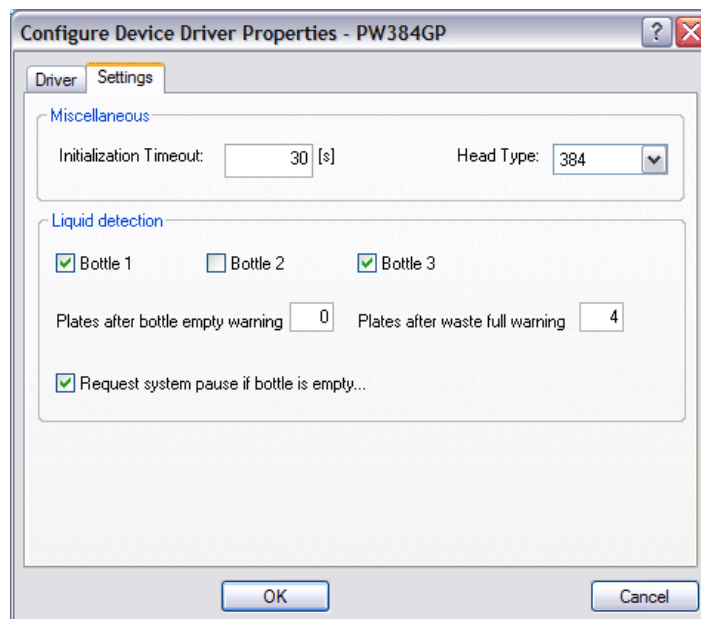 Configure Device Driver Properties - PW384GP
Driver Settings
Miscellaneous
Initialization Timeout: 30 [s] Head Type: 384
Liquid detection
Bottle 1 Bottle 2 Bottle 3
Plates after bottle empty warning 0 Plates after waste full warning 4
Request system pause if bottle is empty...
OK Cancel